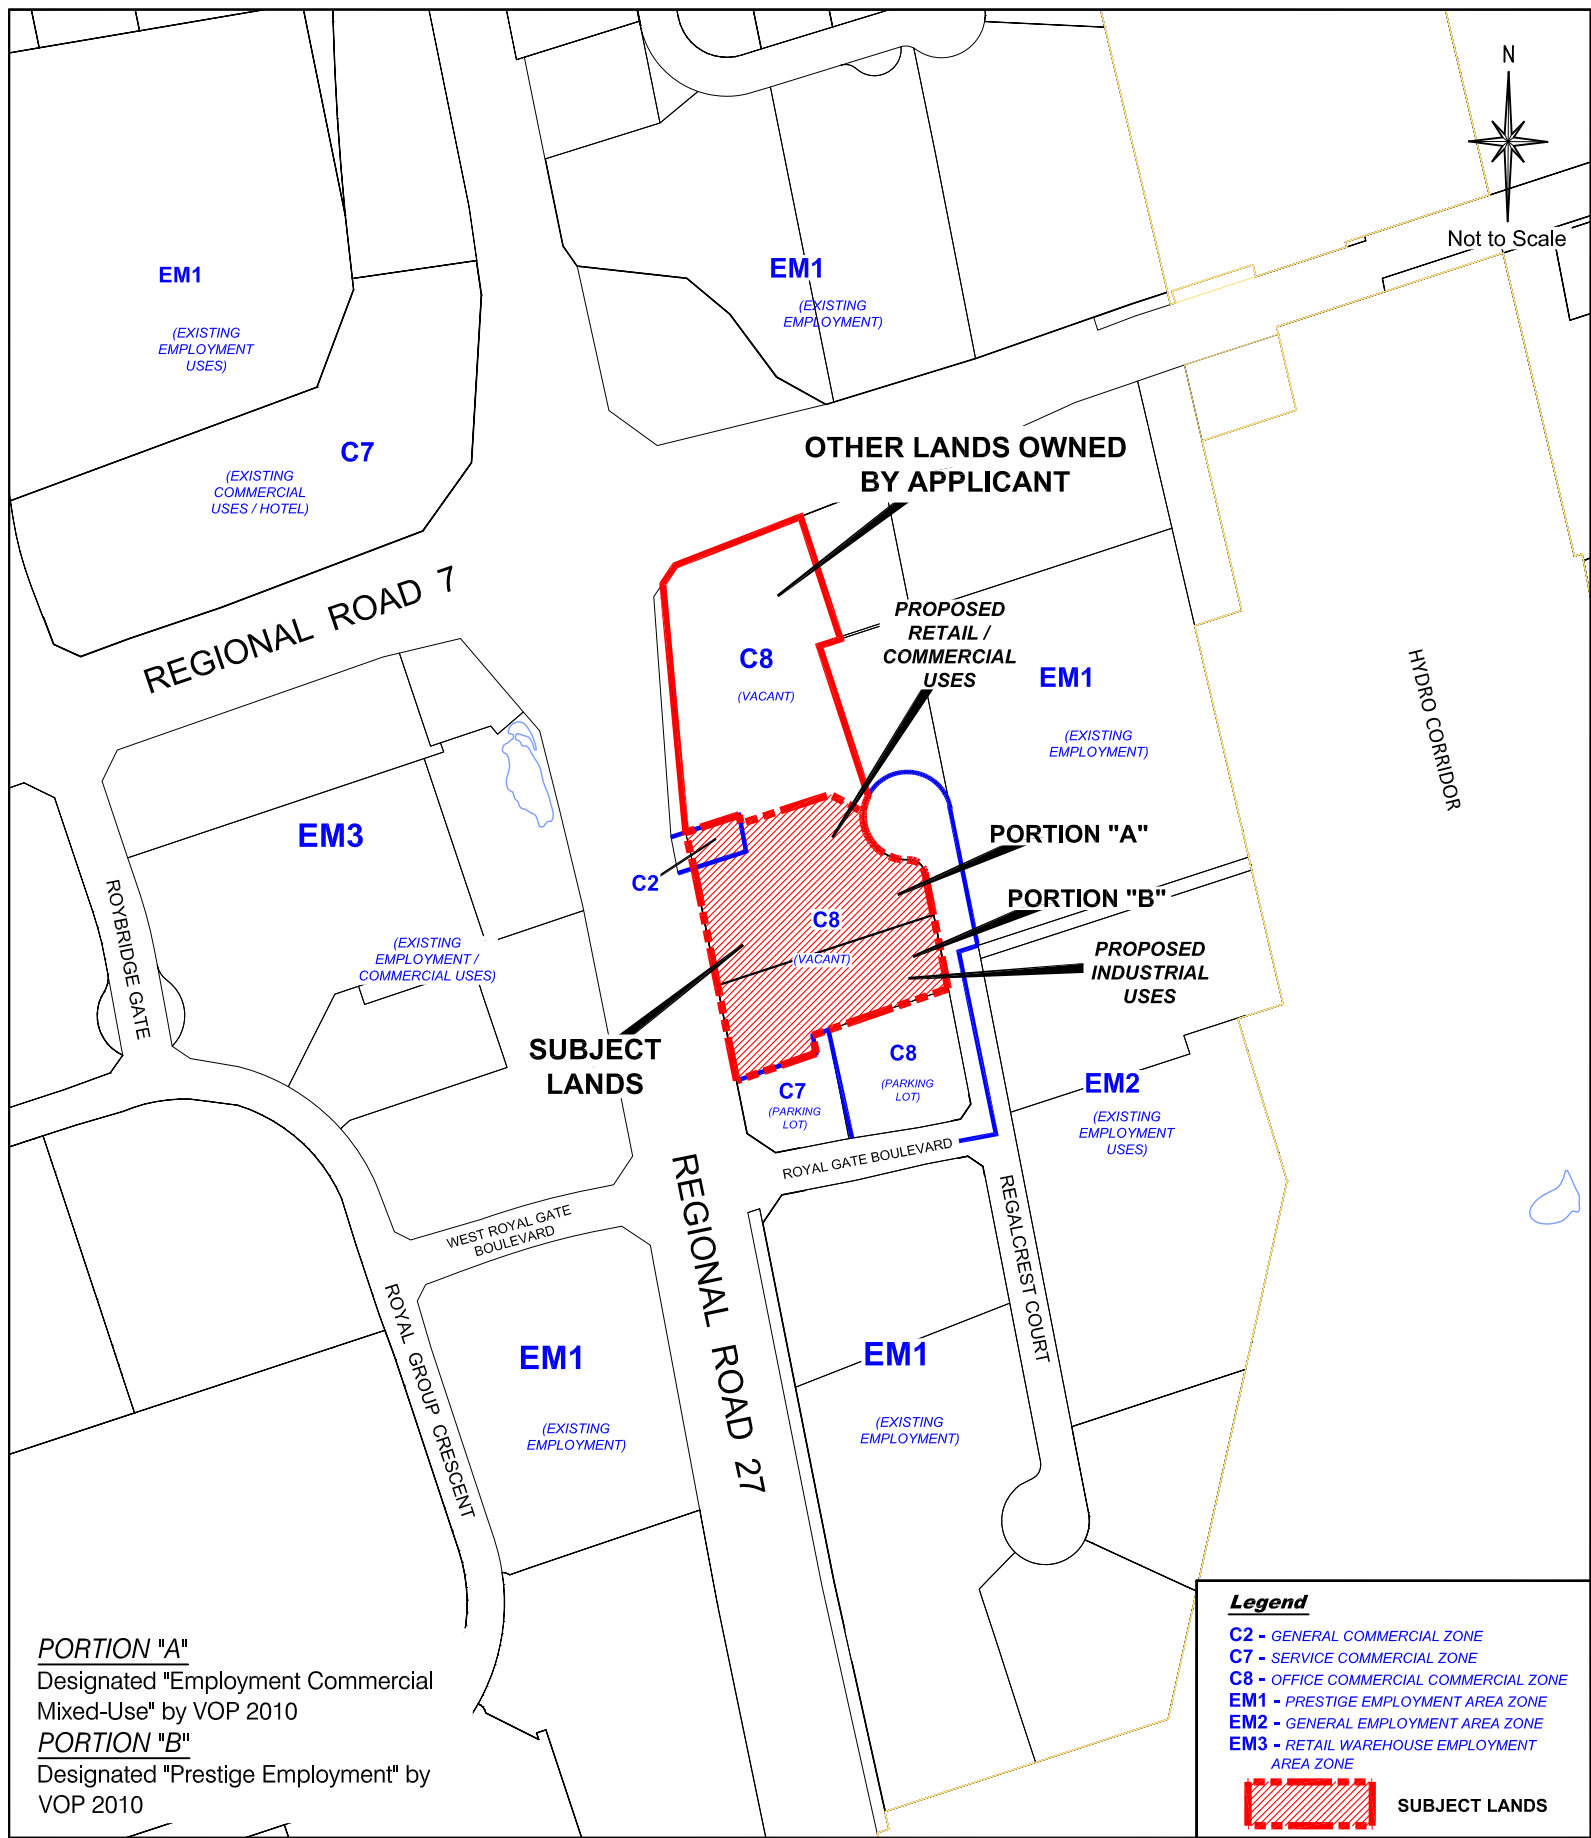 N
Not to Scale
EM1
(EXISTING
EMPLOYMENT
USES)
EM1
(EXISTING
EMPLOYMENT)
C7
(EXISTING
COMMERCIAL
USES / HOTEL)
OTHER LANDS OWNED
BY APPLICANT
REGIONAL ROAD 7
PROPOSED
RETAIL /
COMMERCIAL
USES
C8
(VACANT)
EM1
(EXISTING
EMPLOYMENT)
HYDRO CORRIDOR
EM3
(EXISTING
EMPLOYMENT /
COMMERCIAL USES)
ROYBRIDGE GATE
C2
PORTION "A"
PORTION "B"
C8
(VACANT)
PROPOSED
INDUSTRIAL
USES
SUBJECT
LANDS
C8
(PARKING
LOT)
C7
(PARKING
LOT)
EM2
(EXISTING
EMPLOYMENT
USES)
ROYAL GATE BOULEVARD
WEST ROYAL GATE
BOULEVARD
REGIONAL ROAD 27
REGALCREST COURT
ROYAL GROUP CRESCENT
EM1
(EXISTING
EMPLOYMENT)
EM1
(EXISTING
EMPLOYMENT)
PORTION "A"
Designated "Employment Commercial
Mixed-Use" by VOP 2010
PORTION "B"
Designated "Prestige Employment" by
VOP 2010
Legend
C2 - GENERAL COMMERCIAL ZONE
C7 - SERVICE COMMERCIAL ZONE
C8 - OFFICE COMMERCIAL COMMERCIAL ZONE
EM1 - PRESTIGE EMPLOYMENT AREA ZONE
EM2 - GENERAL EMPLOYMENT AREA ZONE
EM3 - RETAIL WAREHOUSE EMPLOYMENT
AREA ZONE
SUBJECT LANDS